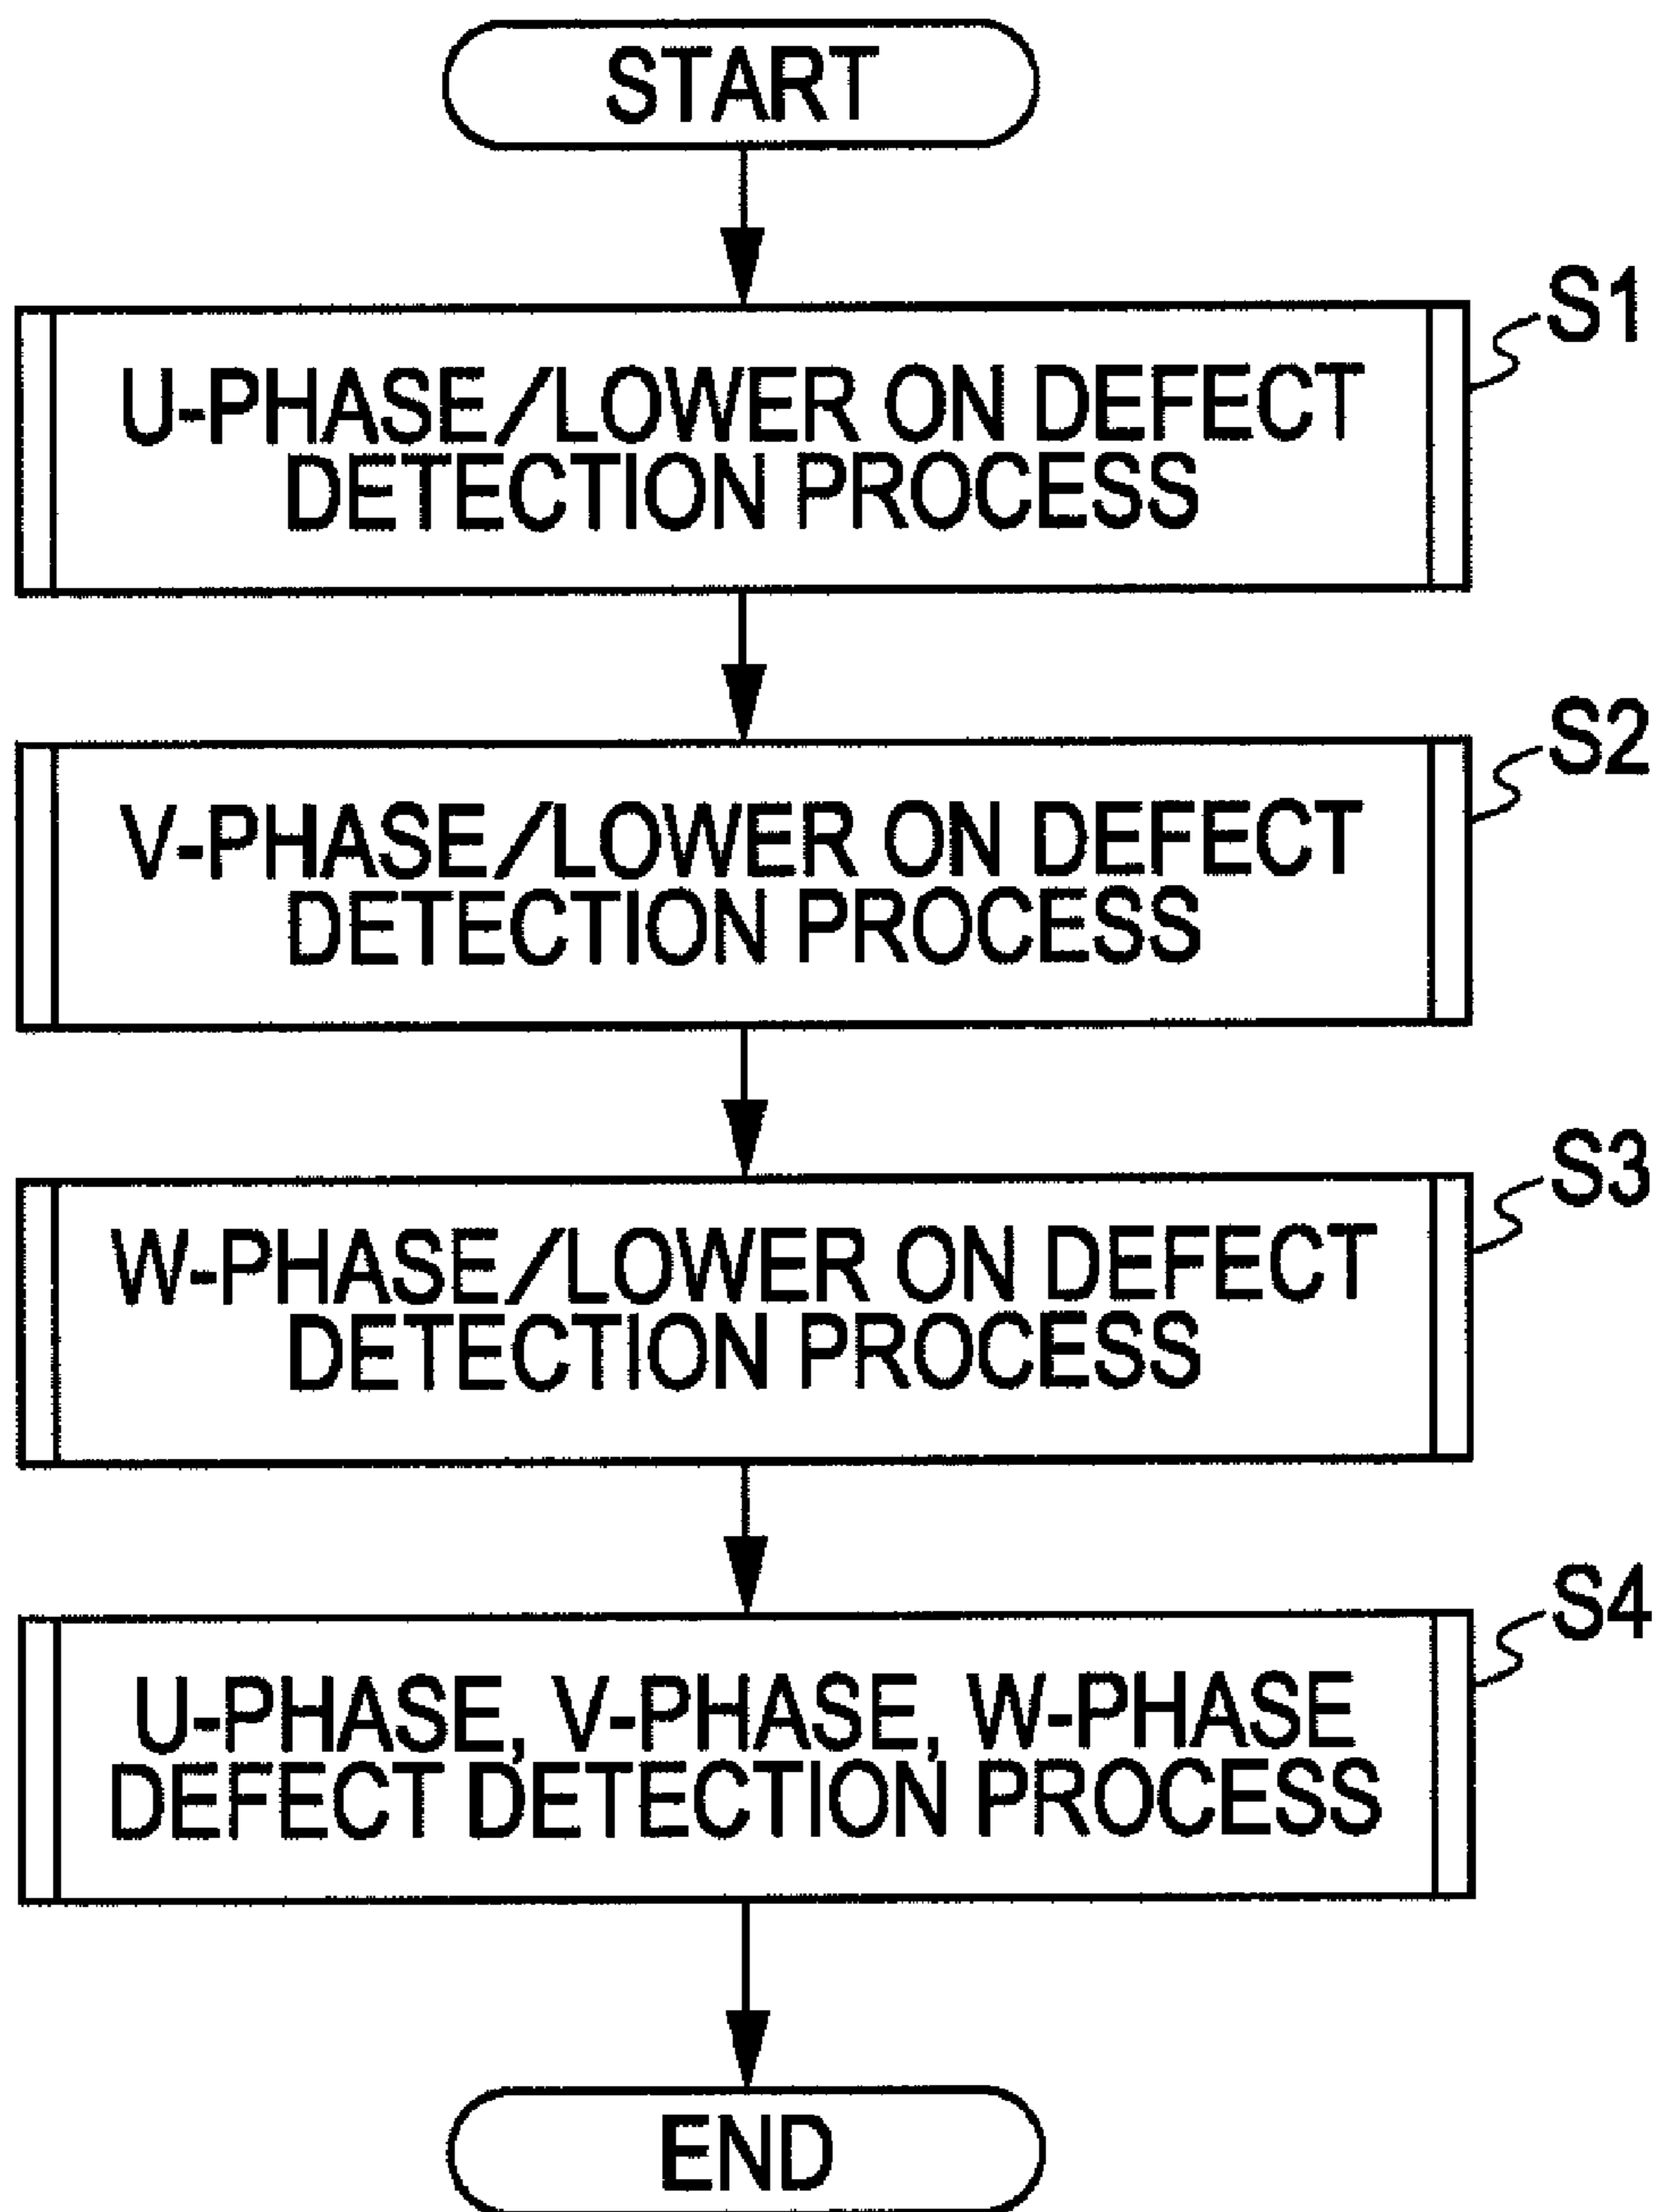 START
S1
U-PHASE/LOWER ON DEFECT
DETECTION PROCESS
S2
V-PHASE/LOWER ON DEFECT
DETECTION PROCESS
S3
W-PHASE/LOWER ON DEFECT
DETECTION PROCESS
S4
U-PHASE, V-PHASE, W-PHASE
DEFECT DETECTION PROCESS
END